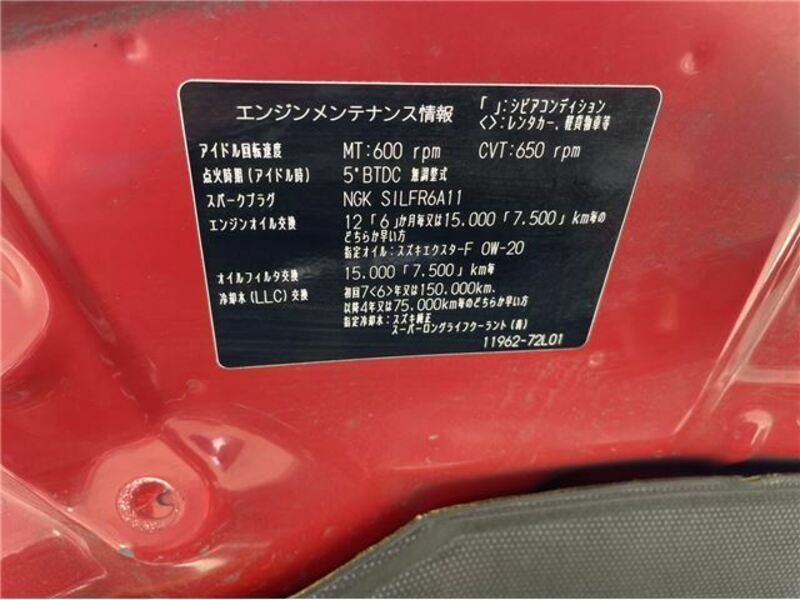 エンジンメンテナンス情報
「 」:シビアコンディション
< >:レンタカー、軽貨物車等
アイドル回転速度 MT:600 rpm CVT:650 rpm
点火時期(アイドル時) 5°BTDC 無調整式
スパークプラグ NGK SILFR6A11
エンジンオイル交換 12「6」か月毎又は15.000「7.500」km毎の
どちらか早い方
指定オイル:スズキエクスターF 0W-20
オイルフィルタ交換 15.000「7.500」km毎
冷却水(LLC)交換 初回7<6>年又は150.000km、
以降4年又は75.000km毎のどちらか早い方
指定冷却水:スズキ純正
スーパーロングライフクーラント(青)
11962-72L01